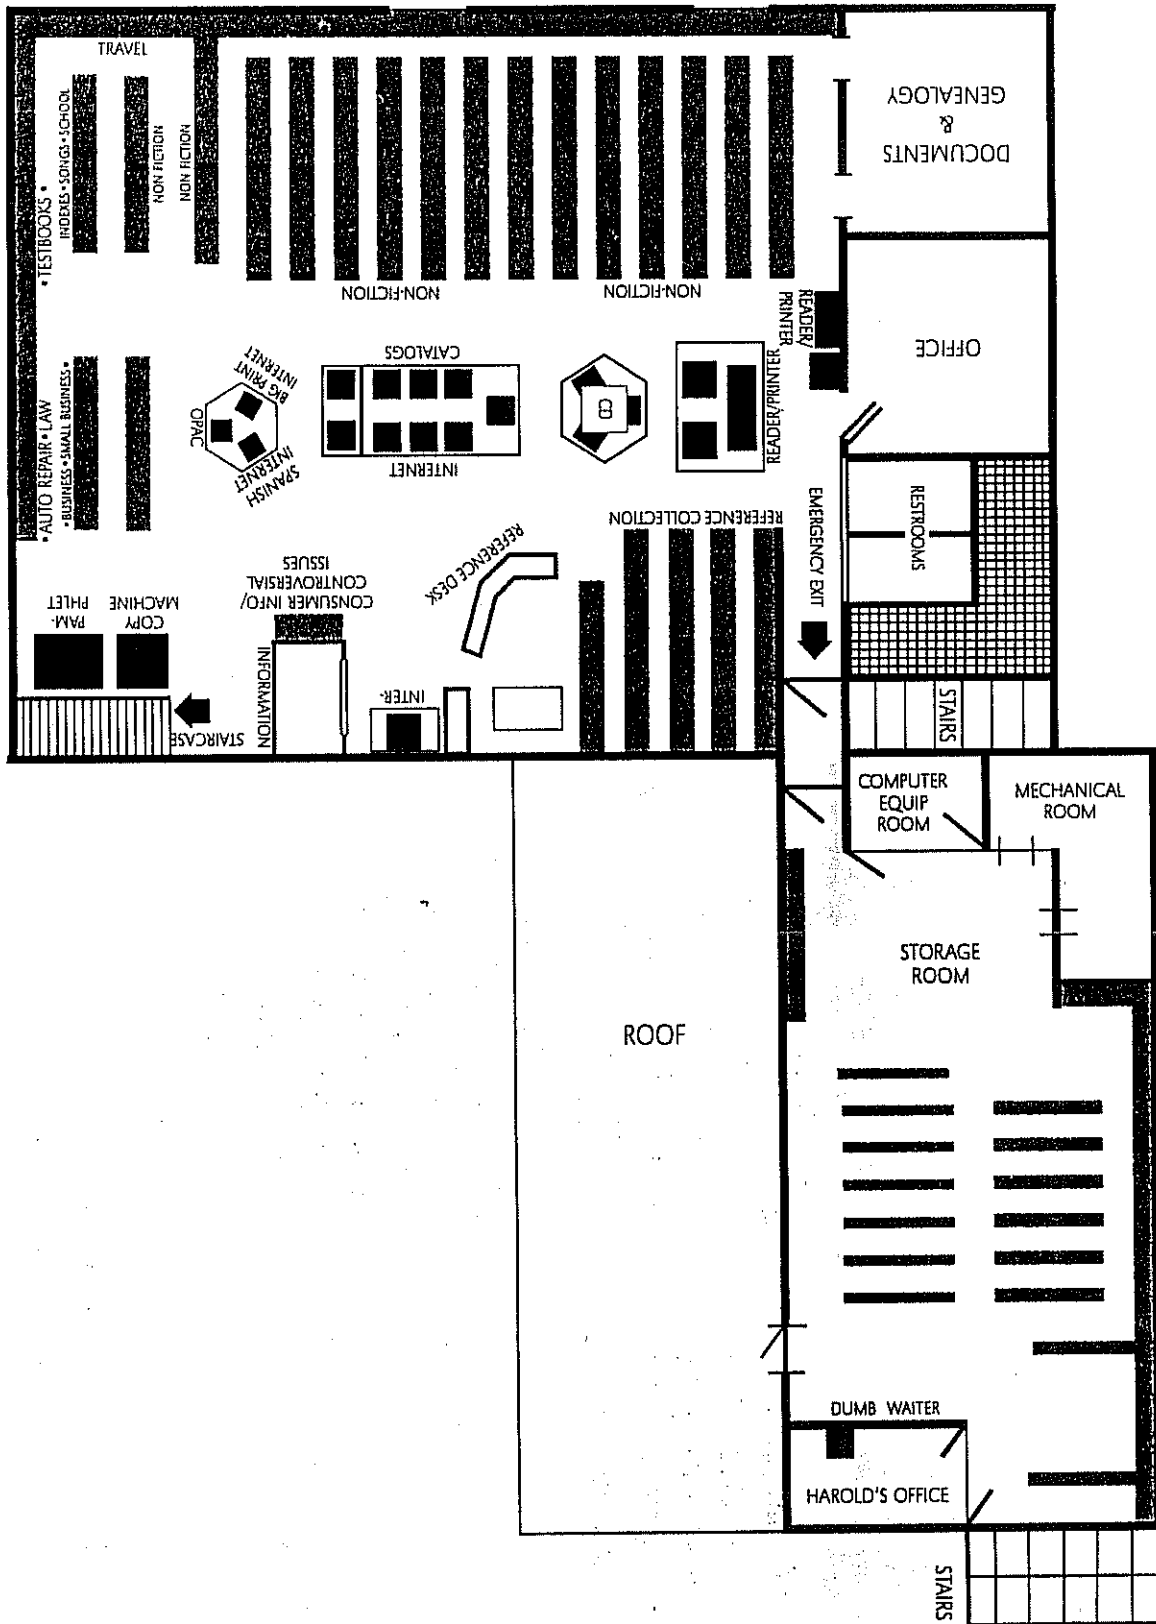 TRAVEL
• TESTBOOKS •
INDEXES • SONGS • SCHOOL
NON FICTION
NON FICTION
GENEALOGY
&
DOCUMENTS
NON-FICTION
NON-FICTION
READER/
PRINTER
OFFICE
• AUTO REPAIR • LAW
• BUSINESS • SMALL BUSINESS •
BIG PRINT
INTERNET
OPAC
SPANISH
INTERNET
CATALOGS
INTERNET
CD
READER/PRINTER
REFERENCE COLLECTION
EMERGENCY EXIT
RESTROOMS
REFERENCE DESK
CONSUMER INFO/
CONTROVERSIAL
ISSUES
PAM-
PHLET
COPY
MACHINE
INFORMATION
INTER-
STAIRCASE
STAIRS
COMPUTER
EQUIP
ROOM
MECHANICAL
ROOM
STORAGE
ROOM
ROOF
DUMB WAITER
HAROLD'S OFFICE
STAIRS